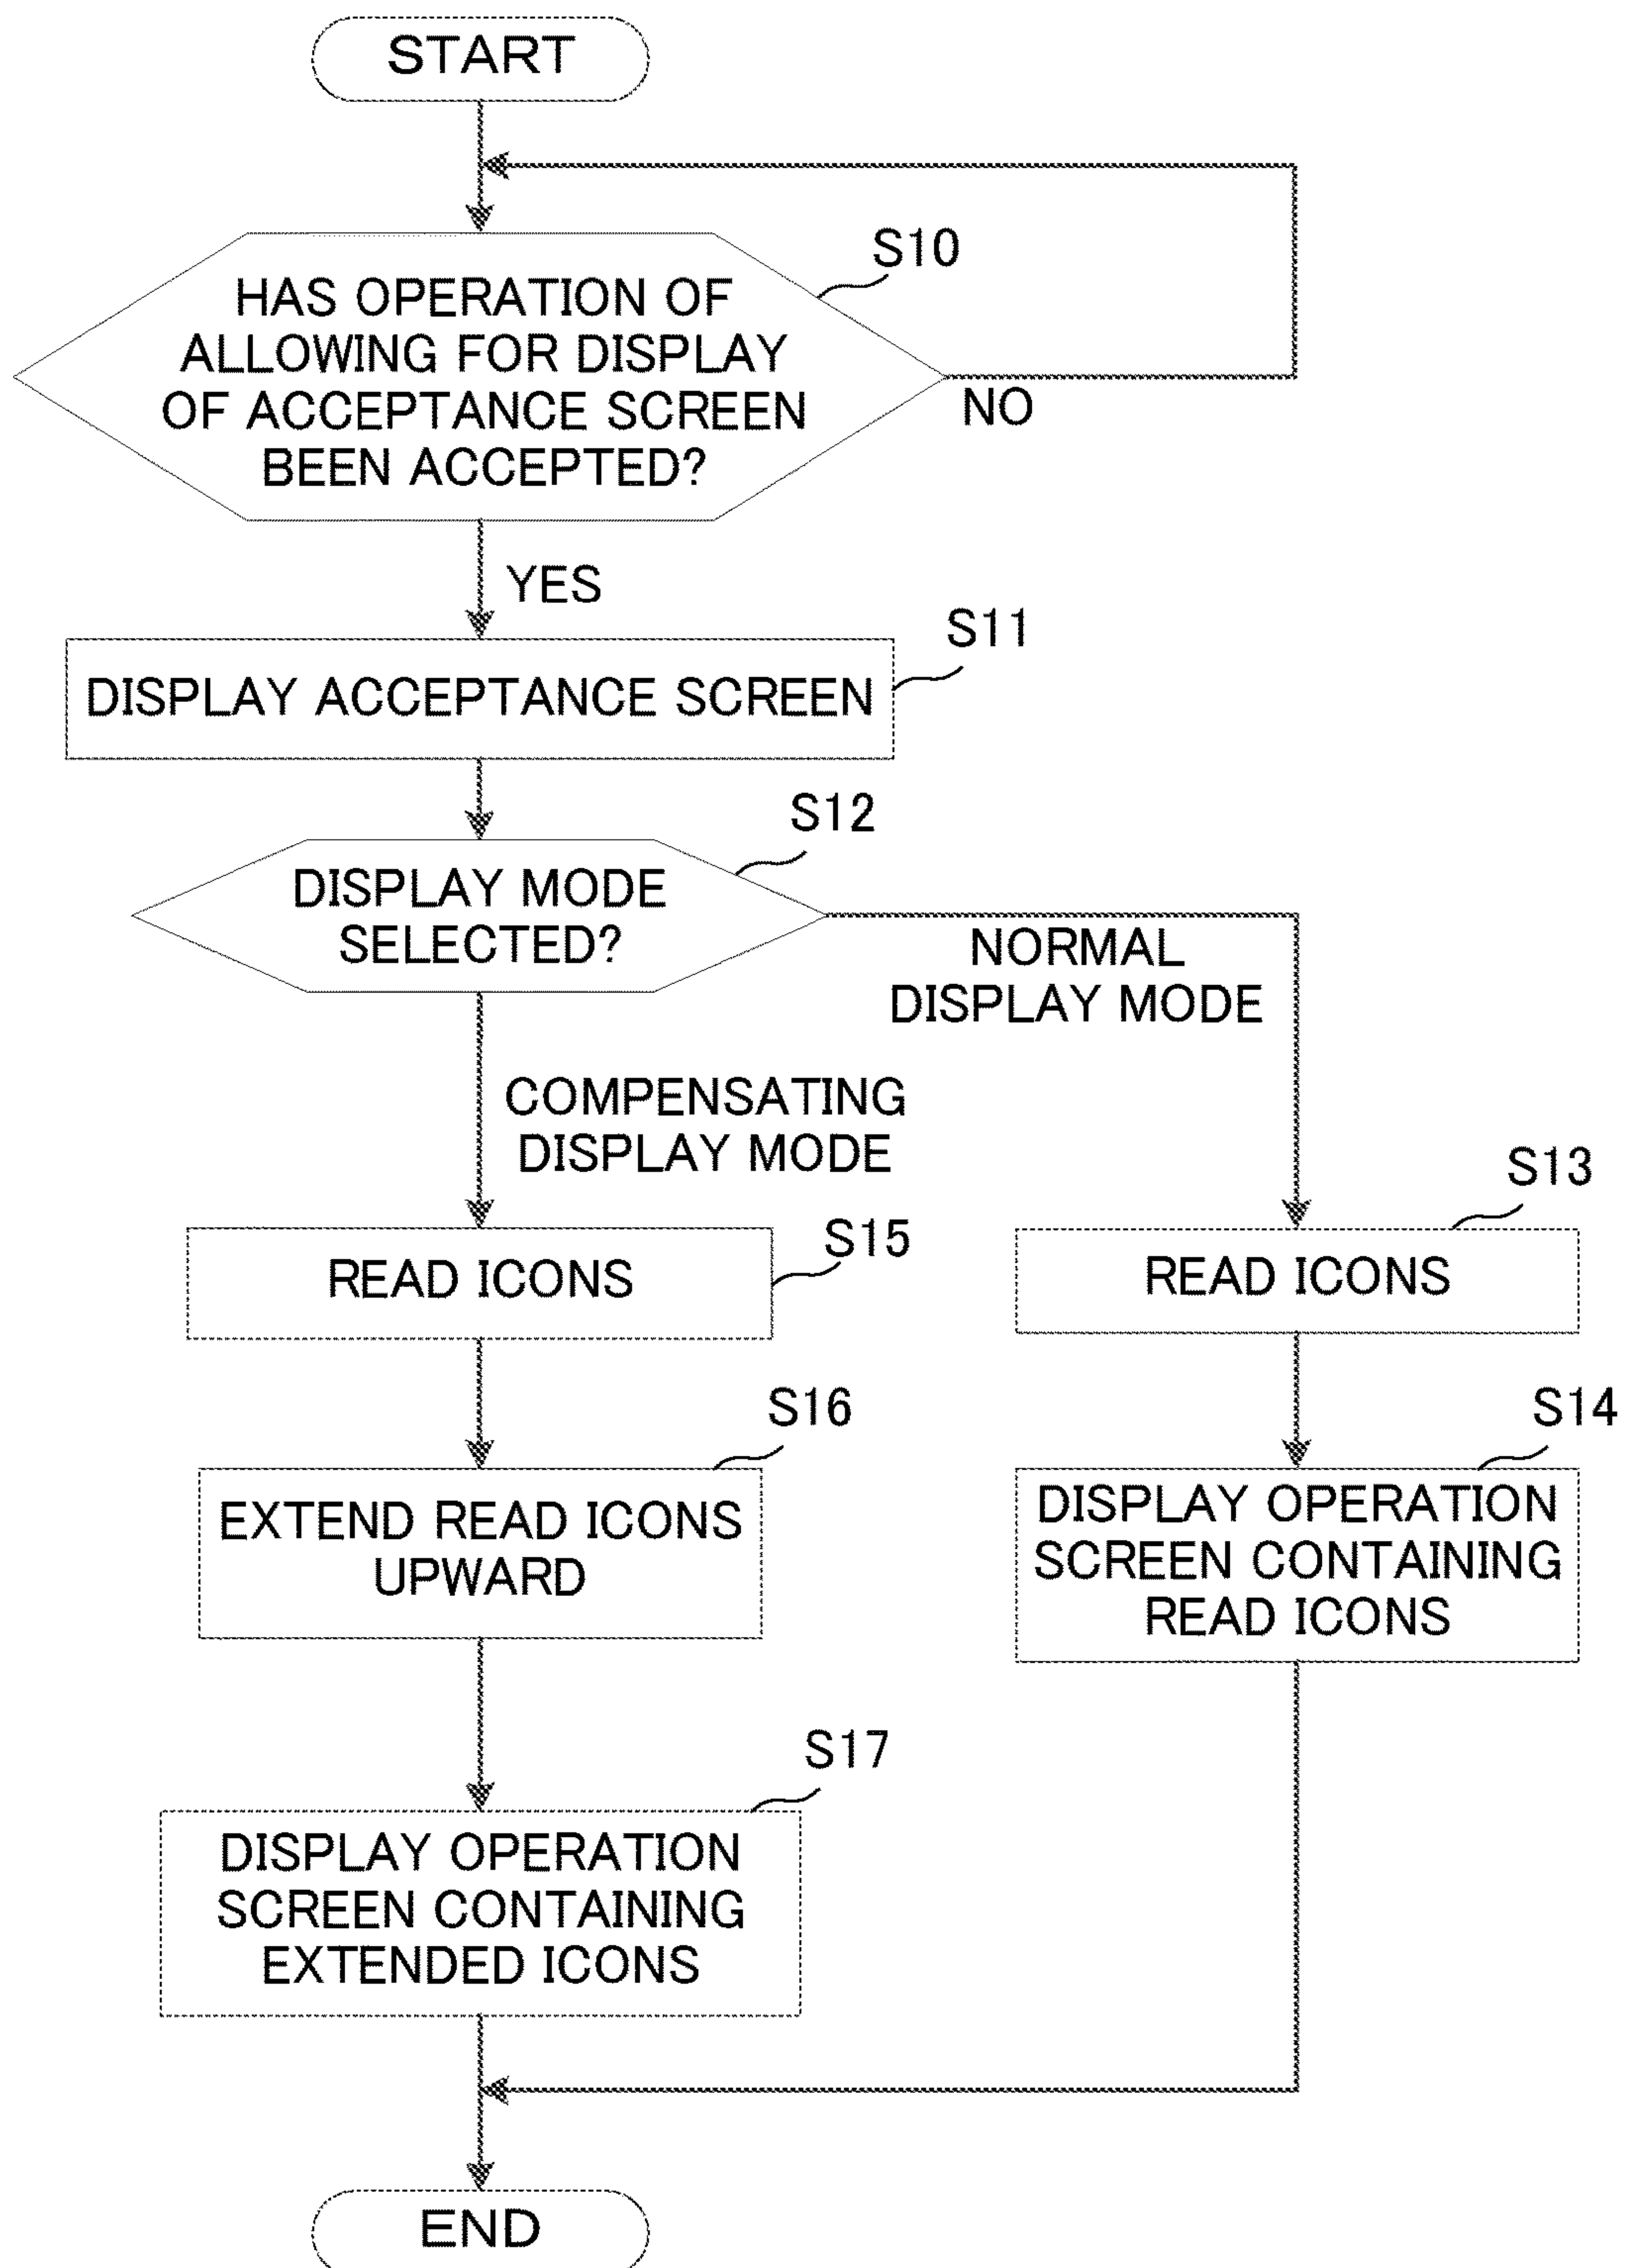 START
S10
HAS OPERATION OF
ALLOWING FOR DISPLAY
OF ACCEPTANCE SCREEN
BEEN ACCEPTED?
NO
YES
S11
DISPLAY ACCEPTANCE SCREEN
S12
DISPLAY MODE
SELECTED?
NORMAL
DISPLAY MODE
COMPENSATING
DISPLAY MODE
S15
READ ICONS
S13
READ ICONS
S16
EXTEND READ ICONS
UPWARD
S14
DISPLAY OPERATION
SCREEN CONTAINING
READ ICONS
S17
DISPLAY OPERATION
SCREEN CONTAINING
EXTENDED ICONS
END